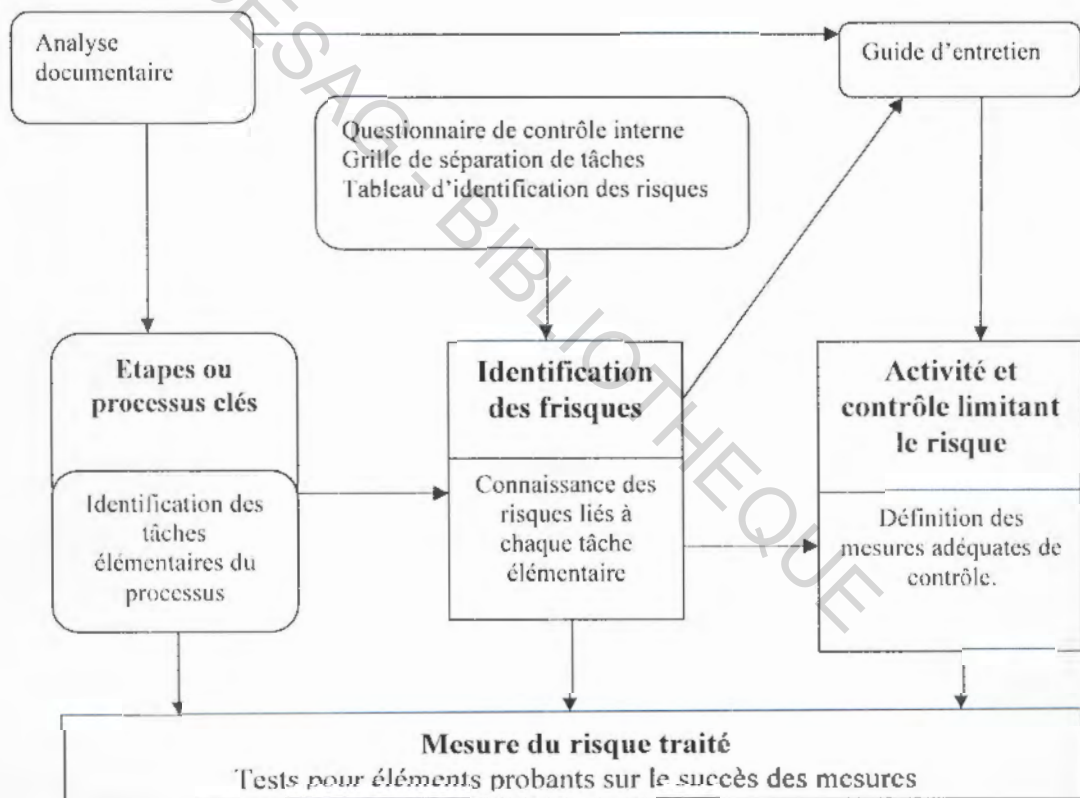 Analyse
documentaire
Guide d'entretien
Questionnaire de contrôle interne
Grille de séparation de tâches
Tableau d'identification des risques
Etapes ou
processus clés
Identification des
tâches
élémentaires du
processus
Identification
des frisques
Connaissance des
risques liés à
chaque tâche
élémentaire
Activité et
contrôle limitant
le risque
Définition des
mesures adéquates de
contrôle.
Mesure du risque traité
Tests pour éléments probants sur le succès des mesures
CESAG - BIBLIOTHEQUE